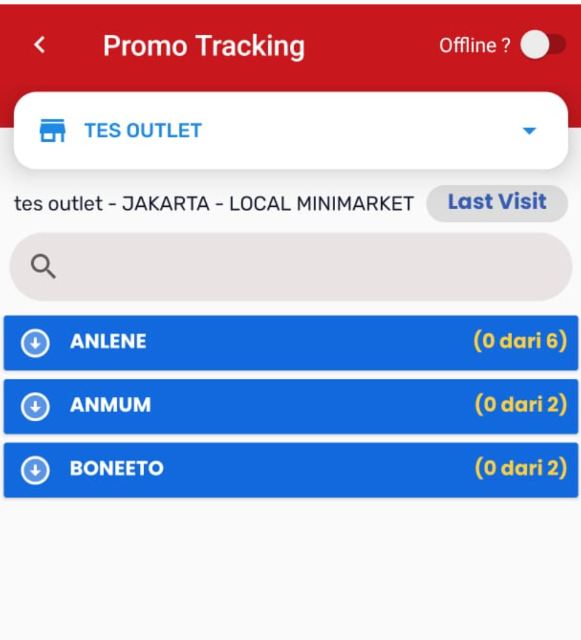 Promo Tracking Offline ?
TES OUTLET
tes outlet - JAKARTA - LOCAL MINIMARKET Last Visit
ANLENE (0 dari 6)
ANMUM (0 dari 2)
BONEETO (0 dari 2)